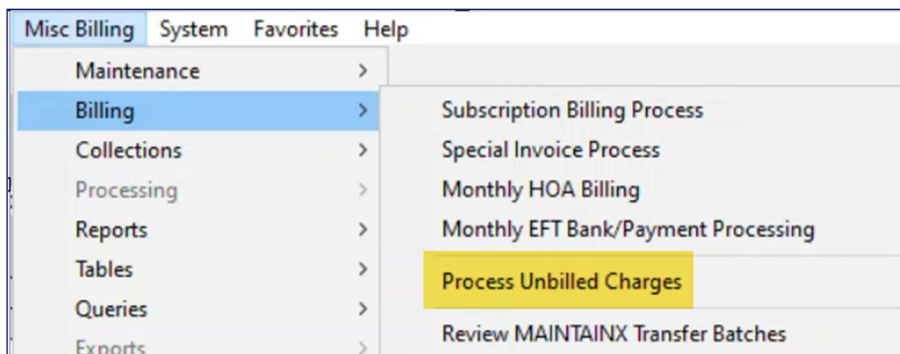 Misc Billing System Favorites Help
Maintenance
Billing
Collections
Processing
Reports
Tables
Queries
Exports
Subscription Billing Process
Special Invoice Process
Monthly HOA Billing
Monthly EFT Bank/Payment Processing
Process Unbilled Charges
Review MAINTAINX Transfer Batches